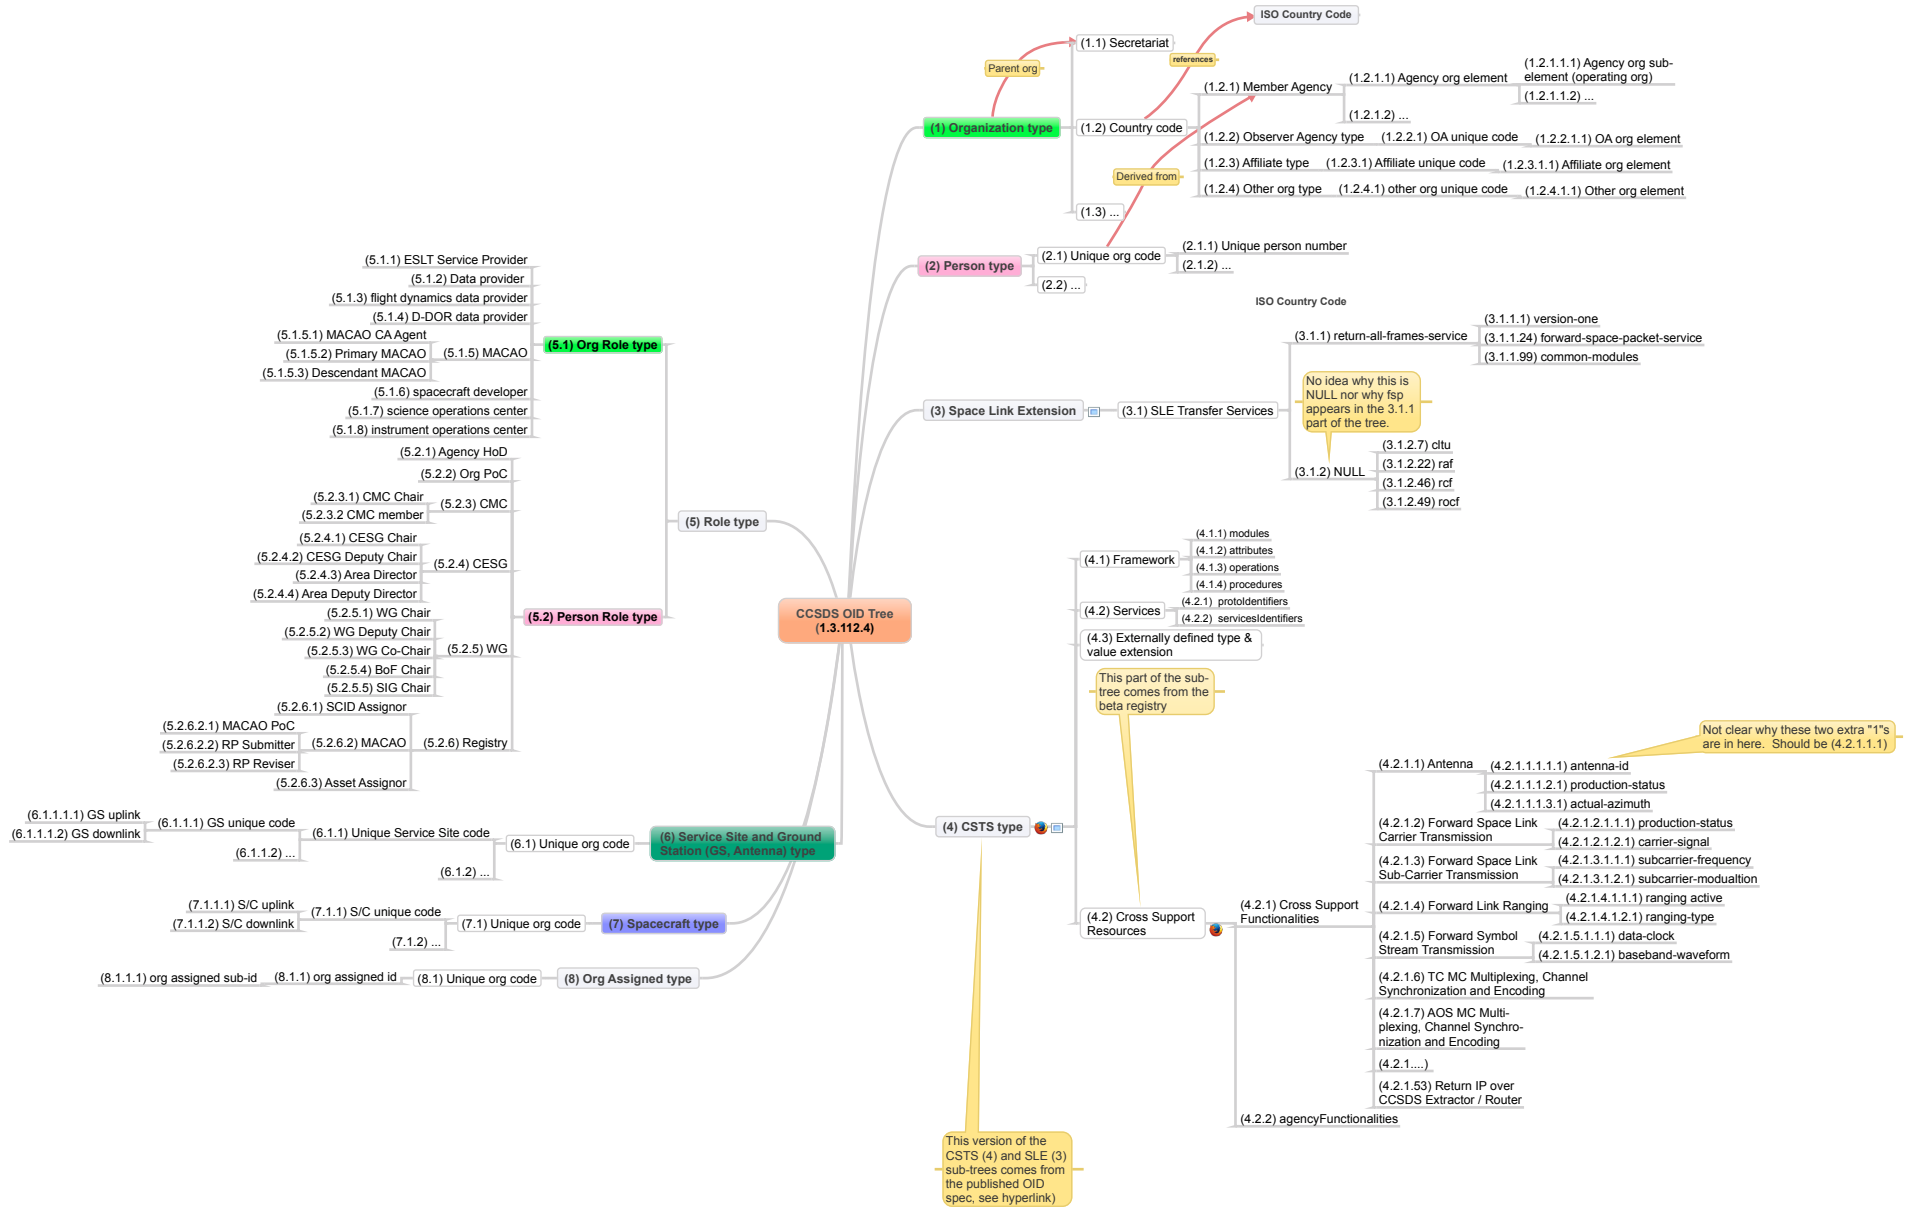 CCSDS OID Tree
(1.3.112.4)
(1) Organization type
Parent org
(1.1) Secretariat
references
ISO Country Code
(1.2) Country code
(1.2.1) Member Agency
(1.2.1.1) Agency org element
(1.2.1.1.1) Agency org sub-
element (operating org)
(1.2.1.1.2) ...
(1.2.1.2) ...
(1.2.2) Observer Agency type
(1.2.2.1) OA unique code
(1.2.2.1.1) OA org element
(1.2.3) Affiliate type
(1.2.3.1) Affiliate unique code
(1.2.3.1.1) Affiliate org element
(1.2.4) Other org type
(1.2.4.1) other org unique code
(1.2.4.1.1) Other org element
Derived from
(1.3) ...
(2) Person type
(2.1) Unique org code
(2.1.1) Unique person number
(2.1.2) ...
(2.2) ...
ISO Country Code
(3) Space Link Extension
(3.1) SLE Transfer Services
(3.1.1) return-all-frames-service
(3.1.1.1) version-one
(3.1.1.24) forward-space-packet-service
(3.1.1.99) common-modules
No idea why this is
NULL nor why fsp
appears in the 3.1.1
part of the tree.
(3.1.2) NULL
(3.1.2.7) cltu
(3.1.2.22) raf
(3.1.2.46) rcf
(3.1.2.49) rocf
(4) CSTS type
(4.1) Framework
(4.1.1) modules
(4.1.2) attributes
(4.1.3) operations
(4.1.4) procedures
(4.2) Services
(4.2.1) protoIdentifiers
(4.2.2) servicesIdentifiers
(4.3) Externally defined type &
value extension
This part of the sub-
tree comes from the
beta registry
(4.2) Cross Support
Resources
(4.2.1) Cross Support
Functionalities
Not clear why these two extra "1"s
are in here. Should be (4.2.1.1.1)
(4.2.1.1) Antenna
(4.2.1.1.1.1.1) antenna-id
(4.2.1.1.1.2.1) production-status
(4.2.1.1.1.3.1) actual-azimuth
(4.2.1.2) Forward Space Link
Carrier Transmission
(4.2.1.2.1.1.1) production-status
(4.2.1.2.1.2.1) carrier-signal
(4.2.1.3) Forward Space Link
Sub-Carrier Transmission
(4.2.1.3.1.1.1) subcarrier-frequency
(4.2.1.3.1.2.1) subcarrier-modualtion
(4.2.1.4) Forward Link Ranging
(4.2.1.4.1.1.1) ranging active
(4.2.1.4.1.2.1) ranging-type
(4.2.1.5) Forward Symbol
Stream Transmission
(4.2.1.5.1.1.1) data-clock
(4.2.1.5.1.2.1) baseband-waveform
(4.2.1.6) TC MC Multiplexing, Channel
Synchronization and Encoding
(4.2.1.7) AOS MC Multi-
plexing, Channel Synchro-
nization and Encoding
(4.2.1....)
(4.2.1.53) Return IP over
CCSDS Extractor / Router
(4.2.2) agencyFunctionalities
This version of the
CSTS (4) and SLE (3)
sub-trees comes from
the published OID
spec, see hyperlink)
(5) Role type
(5.1) Org Role type
(5.1.1) ESLT Service Provider
(5.1.2) Data provider
(5.1.3) flight dynamics data provider
(5.1.4) D-DOR data provider
(5.1.5) MACAO
(5.1.5.1) MACAO CA Agent
(5.1.5.2) Primary MACAO
(5.1.5.3) Descendant MACAO
(5.1.6) spacecraft developer
(5.1.7) science operations center
(5.1.8) instrument operations center
(5.2) Person Role type
(5.2.1) Agency HoD
(5.2.2) Org PoC
(5.2.3) CMC
(5.2.3.1) CMC Chair
(5.2.3.2 CMC member
(5.2.4) CESG
(5.2.4.1) CESG Chair
(5.2.4.2) CESG Deputy Chair
(5.2.4.3) Area Director
(5.2.4.4) Area Deputy Director
(5.2.5) WG
(5.2.5.1) WG Chair
(5.2.5.2) WG Deputy Chair
(5.2.5.3) WG Co-Chair
(5.2.5.4) BoF Chair
(5.2.5.5) SIG Chair
(5.2.6) Registry
(5.2.6.1) SCID Assignor
(5.2.6.2) MACAO
(5.2.6.2.1) MACAO PoC
(5.2.6.2.2) RP Submitter
(5.2.6.2.3) RP Reviser
(5.2.6.3) Asset Assignor
(6) Service Site and Ground
Station (GS, Antenna) type
(6.1) Unique org code
(6.1.1) Unique Service Site code
(6.1.1.1) GS unique code
(6.1.1.1.1) GS uplink
(6.1.1.1.2) GS downlink
(6.1.1.2) ...
(6.1.2) ...
(7) Spacecraft type
(7.1) Unique org code
(7.1.1) S/C unique code
(7.1.1.1) S/C uplink
(7.1.1.2) S/C downlink
(7.1.2) ...
(8) Org Assigned type
(8.1) Unique org code
(8.1.1) org assigned id
(8.1.1.1) org assigned sub-id